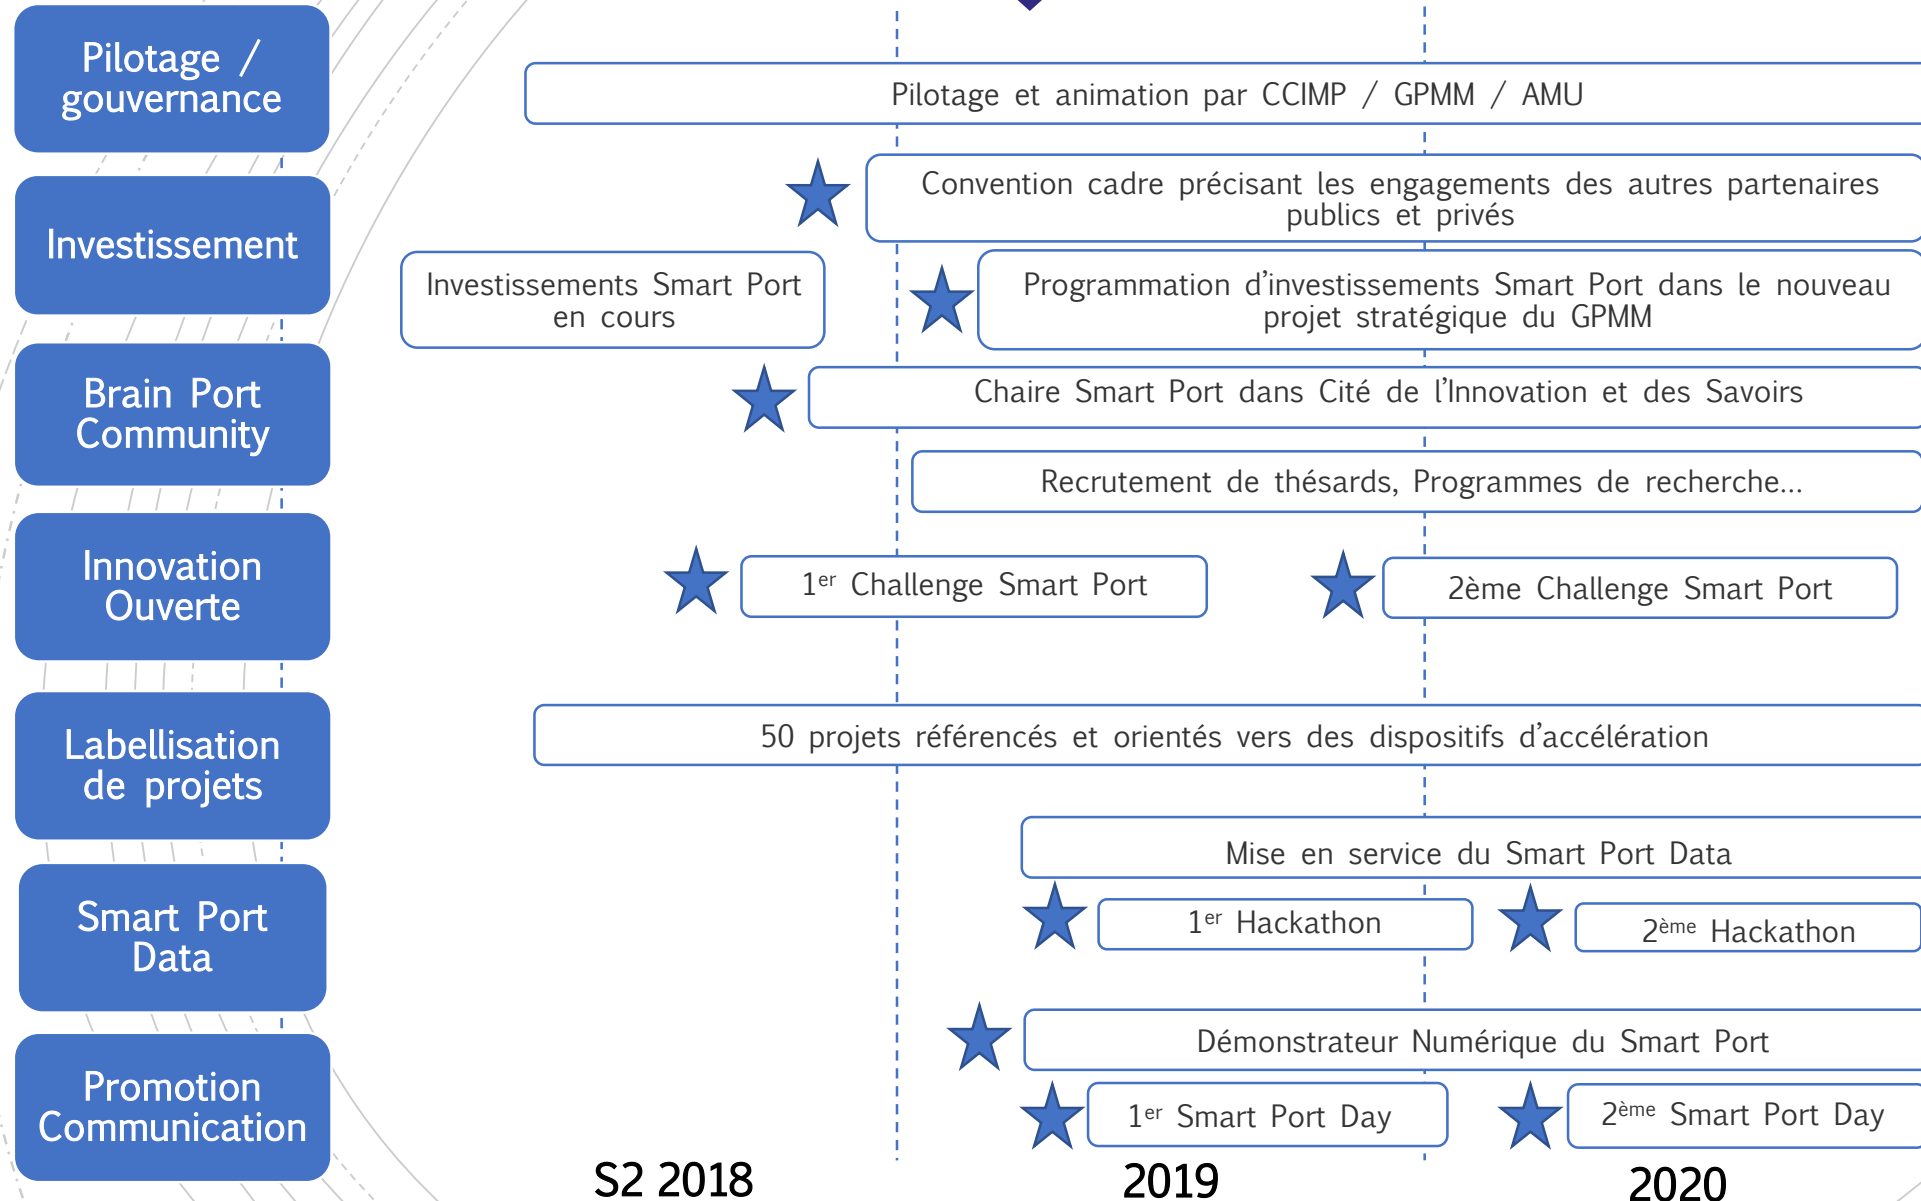 Pilotage /
gouvernance
Pilotage et animation par CCIMP / GPMM / AMU
Convention cadre précisant les engagements des autres partenaires
publics et privés
Investissement
Investissements Smart Port
en cours
Programmation d'investissements Smart Port dans le nouveau
projet stratégique du GPMM
Brain Port
Community
Chaire Smart Port dans Cité de l'Innovation et des Savoirs
Recrutement de thésards, Programmes de recherche...
Innovation
Ouverte
1er Challenge Smart Port
2ème Challenge Smart Port
Labellisation
de projets
50 projets référencés et orientés vers des dispositifs d'accélération
Smart Port
Data
Mise en service du Smart Port Data
1er Hackathon
2ème Hackathon
Promotion
Communication
Démonstrateur Numérique du Smart Port
1er Smart Port Day
2ème Smart Port Day
S2 2018
2019
2020